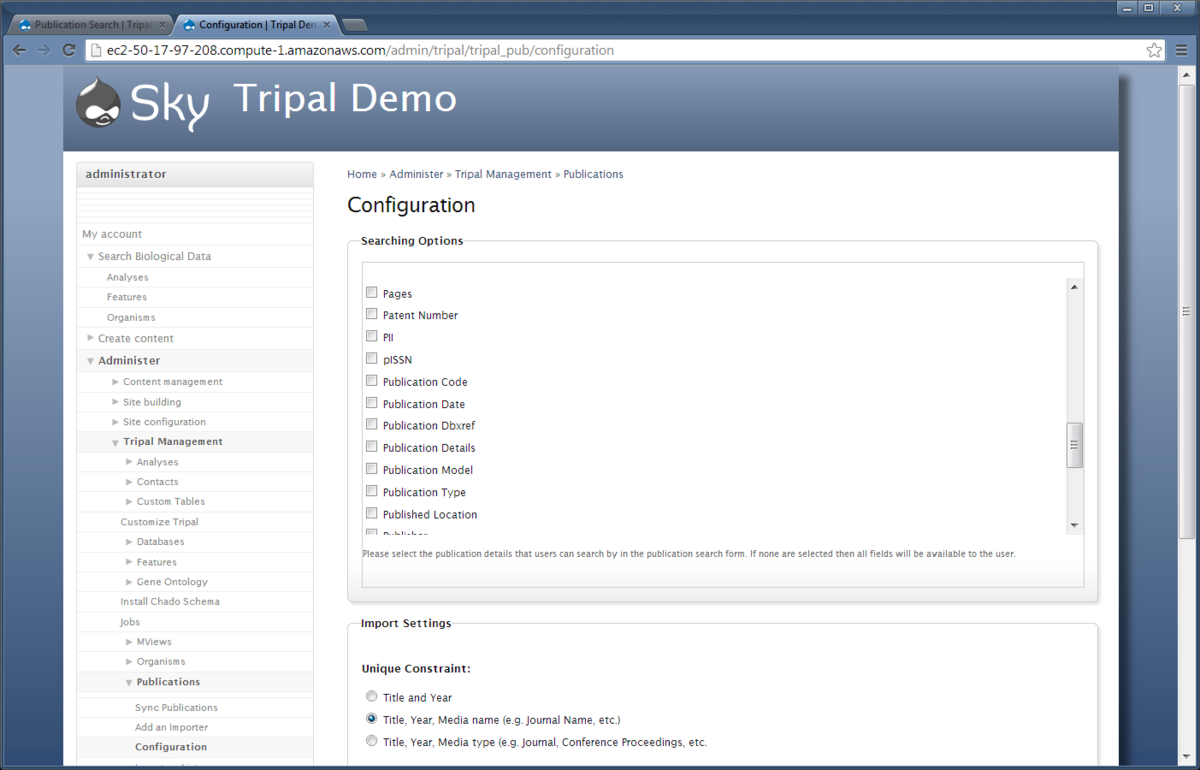 Publication Search | Tripal
Configuration | Tripal Den
ec2-50-17-97-208.compute-1.amazonaws.com/admin/tripal/tripal_pub/configuration
Sky Tripal Demo
administrator
My account
Search Biological Data
Analyses
Features
Organisms
Create content
Administer
Content management
Site building
Site configuration
Tripal Management
Analyses
Contacts
Custom Tables
Customize Tripal
Databases
Features
Gene Ontology
Install Chado Schema
Jobs
MViews
Organisms
Publications
Sync Publications
Add an Importer
Configuration
Home » Administer » Tripal Management » Publications
Configuration
Searching Options
Pages
Patent Number
PII
pISSN
Publication Code
Publication Date
Publication Dbxref
Publication Details
Publication Model
Publication Type
Published Location
Publisher
Please select the publication details that users can search by in the publication search form. If none are selected then all fields will be available to the user.
Import Settings
Unique Constraint:
Title and Year
Title, Year, Media name (e.g. Journal Name, etc.)
Title, Year, Media type (e.g. Journal, Conference Proceedings, etc.